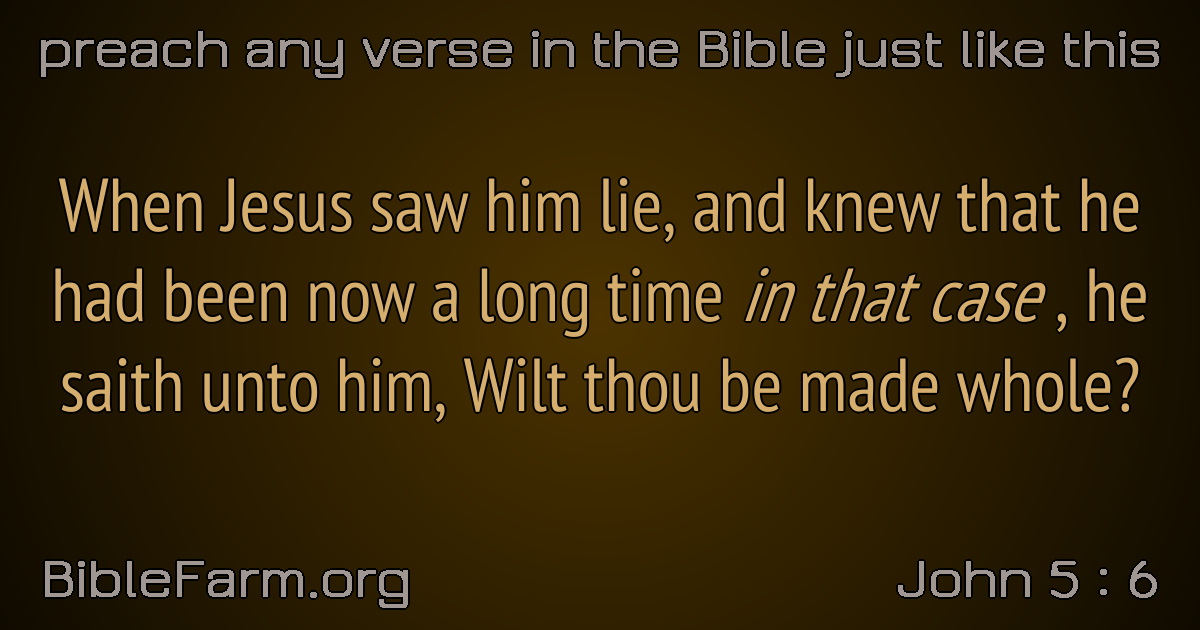 preach any verse in the Bible just like this
When Jesus saw him lie, and knew that he
had been now a long time in that case , he
saith unto him, Wilt thou be made whole?
BibleFarm.org
John 5 : 6